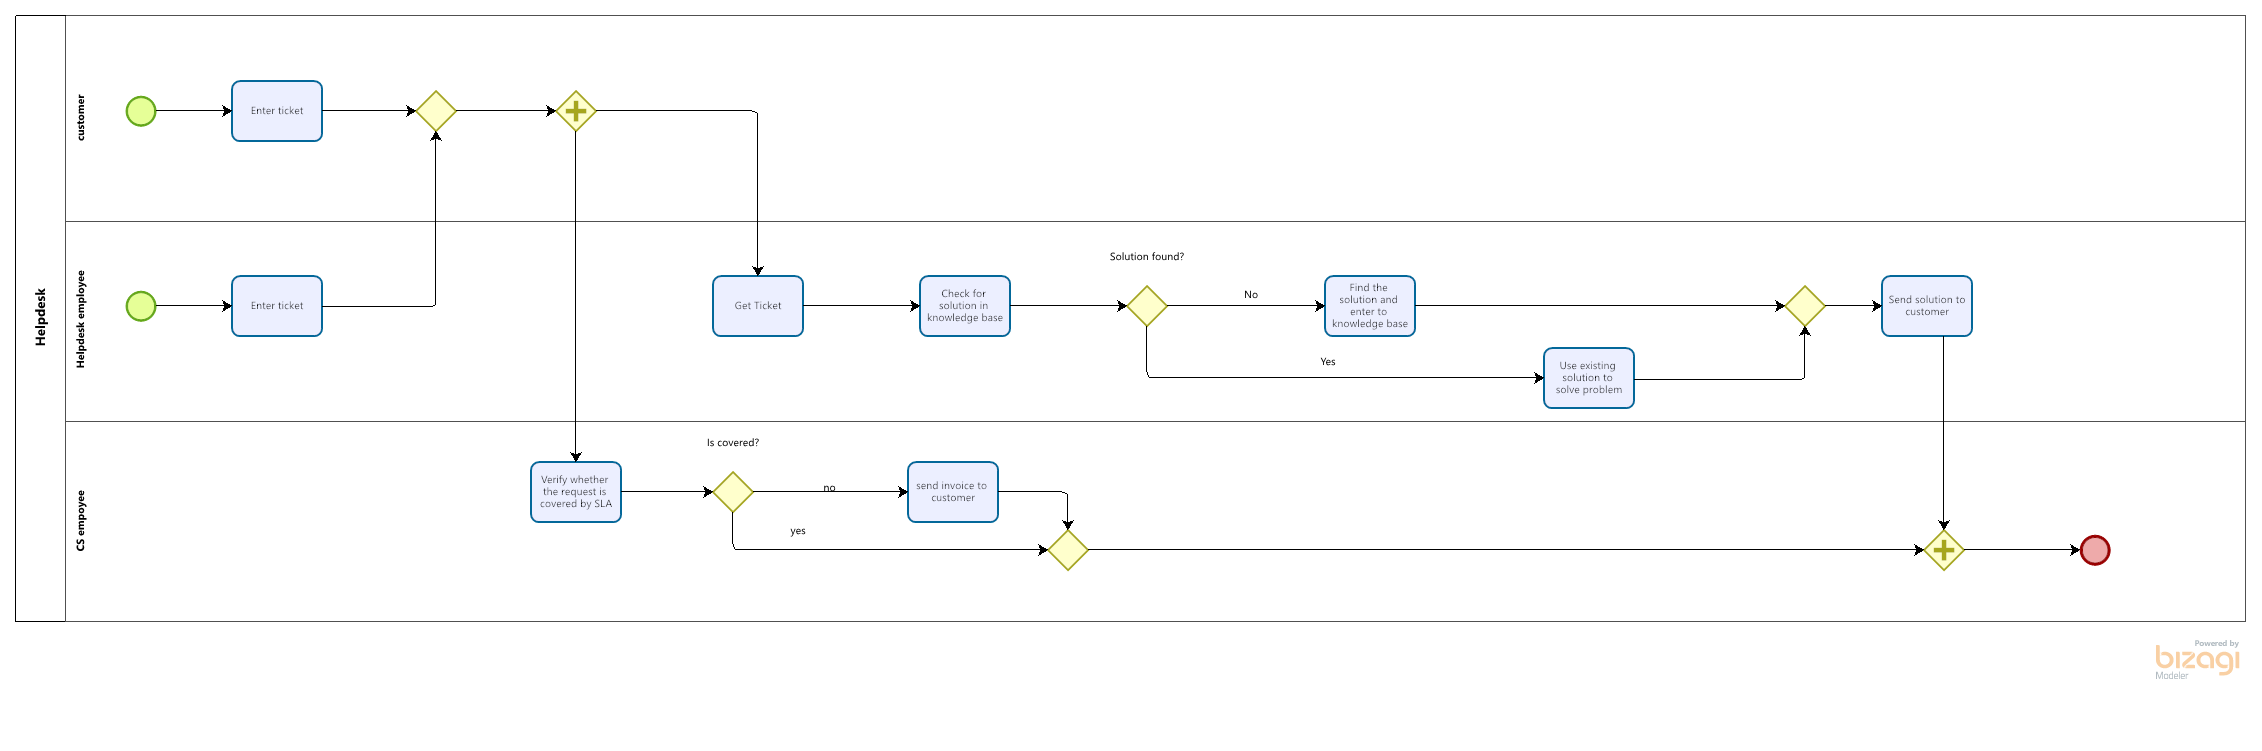 Helpdesk
customer
Enter ticket
Helpdesk employee
Enter ticket
Get Ticket
Check for
solution in
knowledge base
Solution found?
No
Find the
solution and
enter to
knowledge base
Yes
Use existing
solution to
solve problem
Send solution to
customer
CS empoyee
Verify whether
the request is
covered by SLA
Is covered?
no
send invoice to
customer
yes
Powered by
bizagi
Modeler